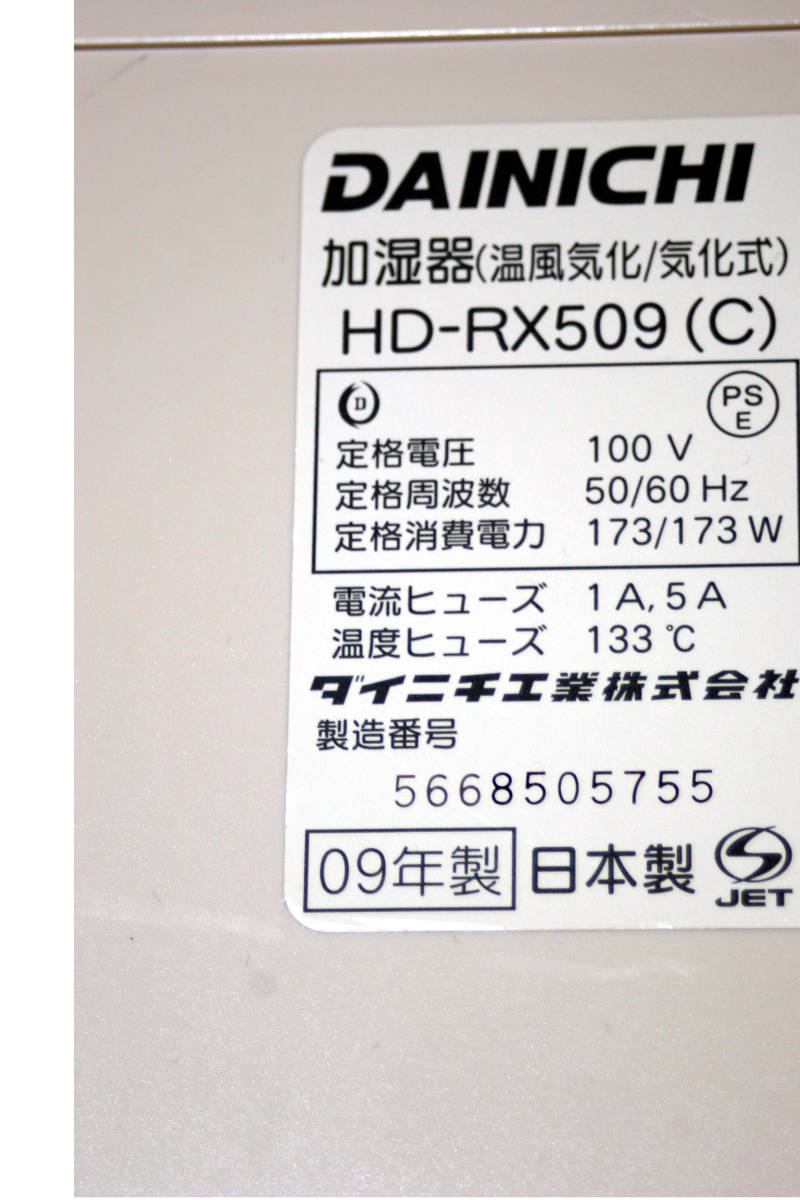 DAINICHI
加湿器(温風気化/気化式)
HD-RX509(C)
D
PS
E
定格電圧 100 V
定格周波数 50/60 Hz
定格消費電力 173/173 W
電流ヒューズ 1A, 5A
温度ヒューズ 133 ℃
ダイニチ工業株式会社
製造番号
5668505755
09年製 日本製
JET